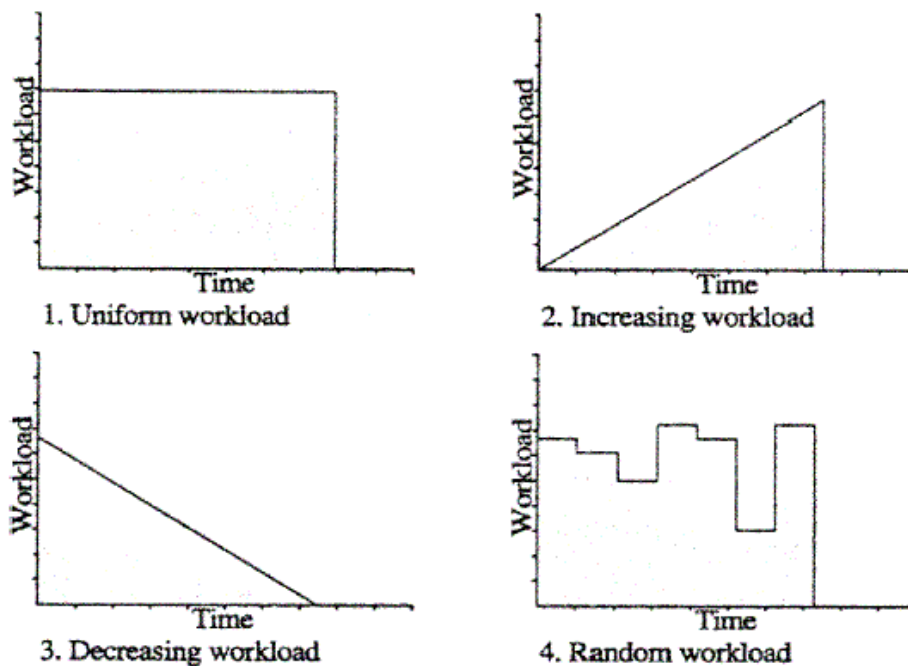 Workload
Time
1. Uniform workload
Workload
Time
2. Increasing workload
Workload
Time
3. Decreasing workload
Workload
Time
4. Random workload